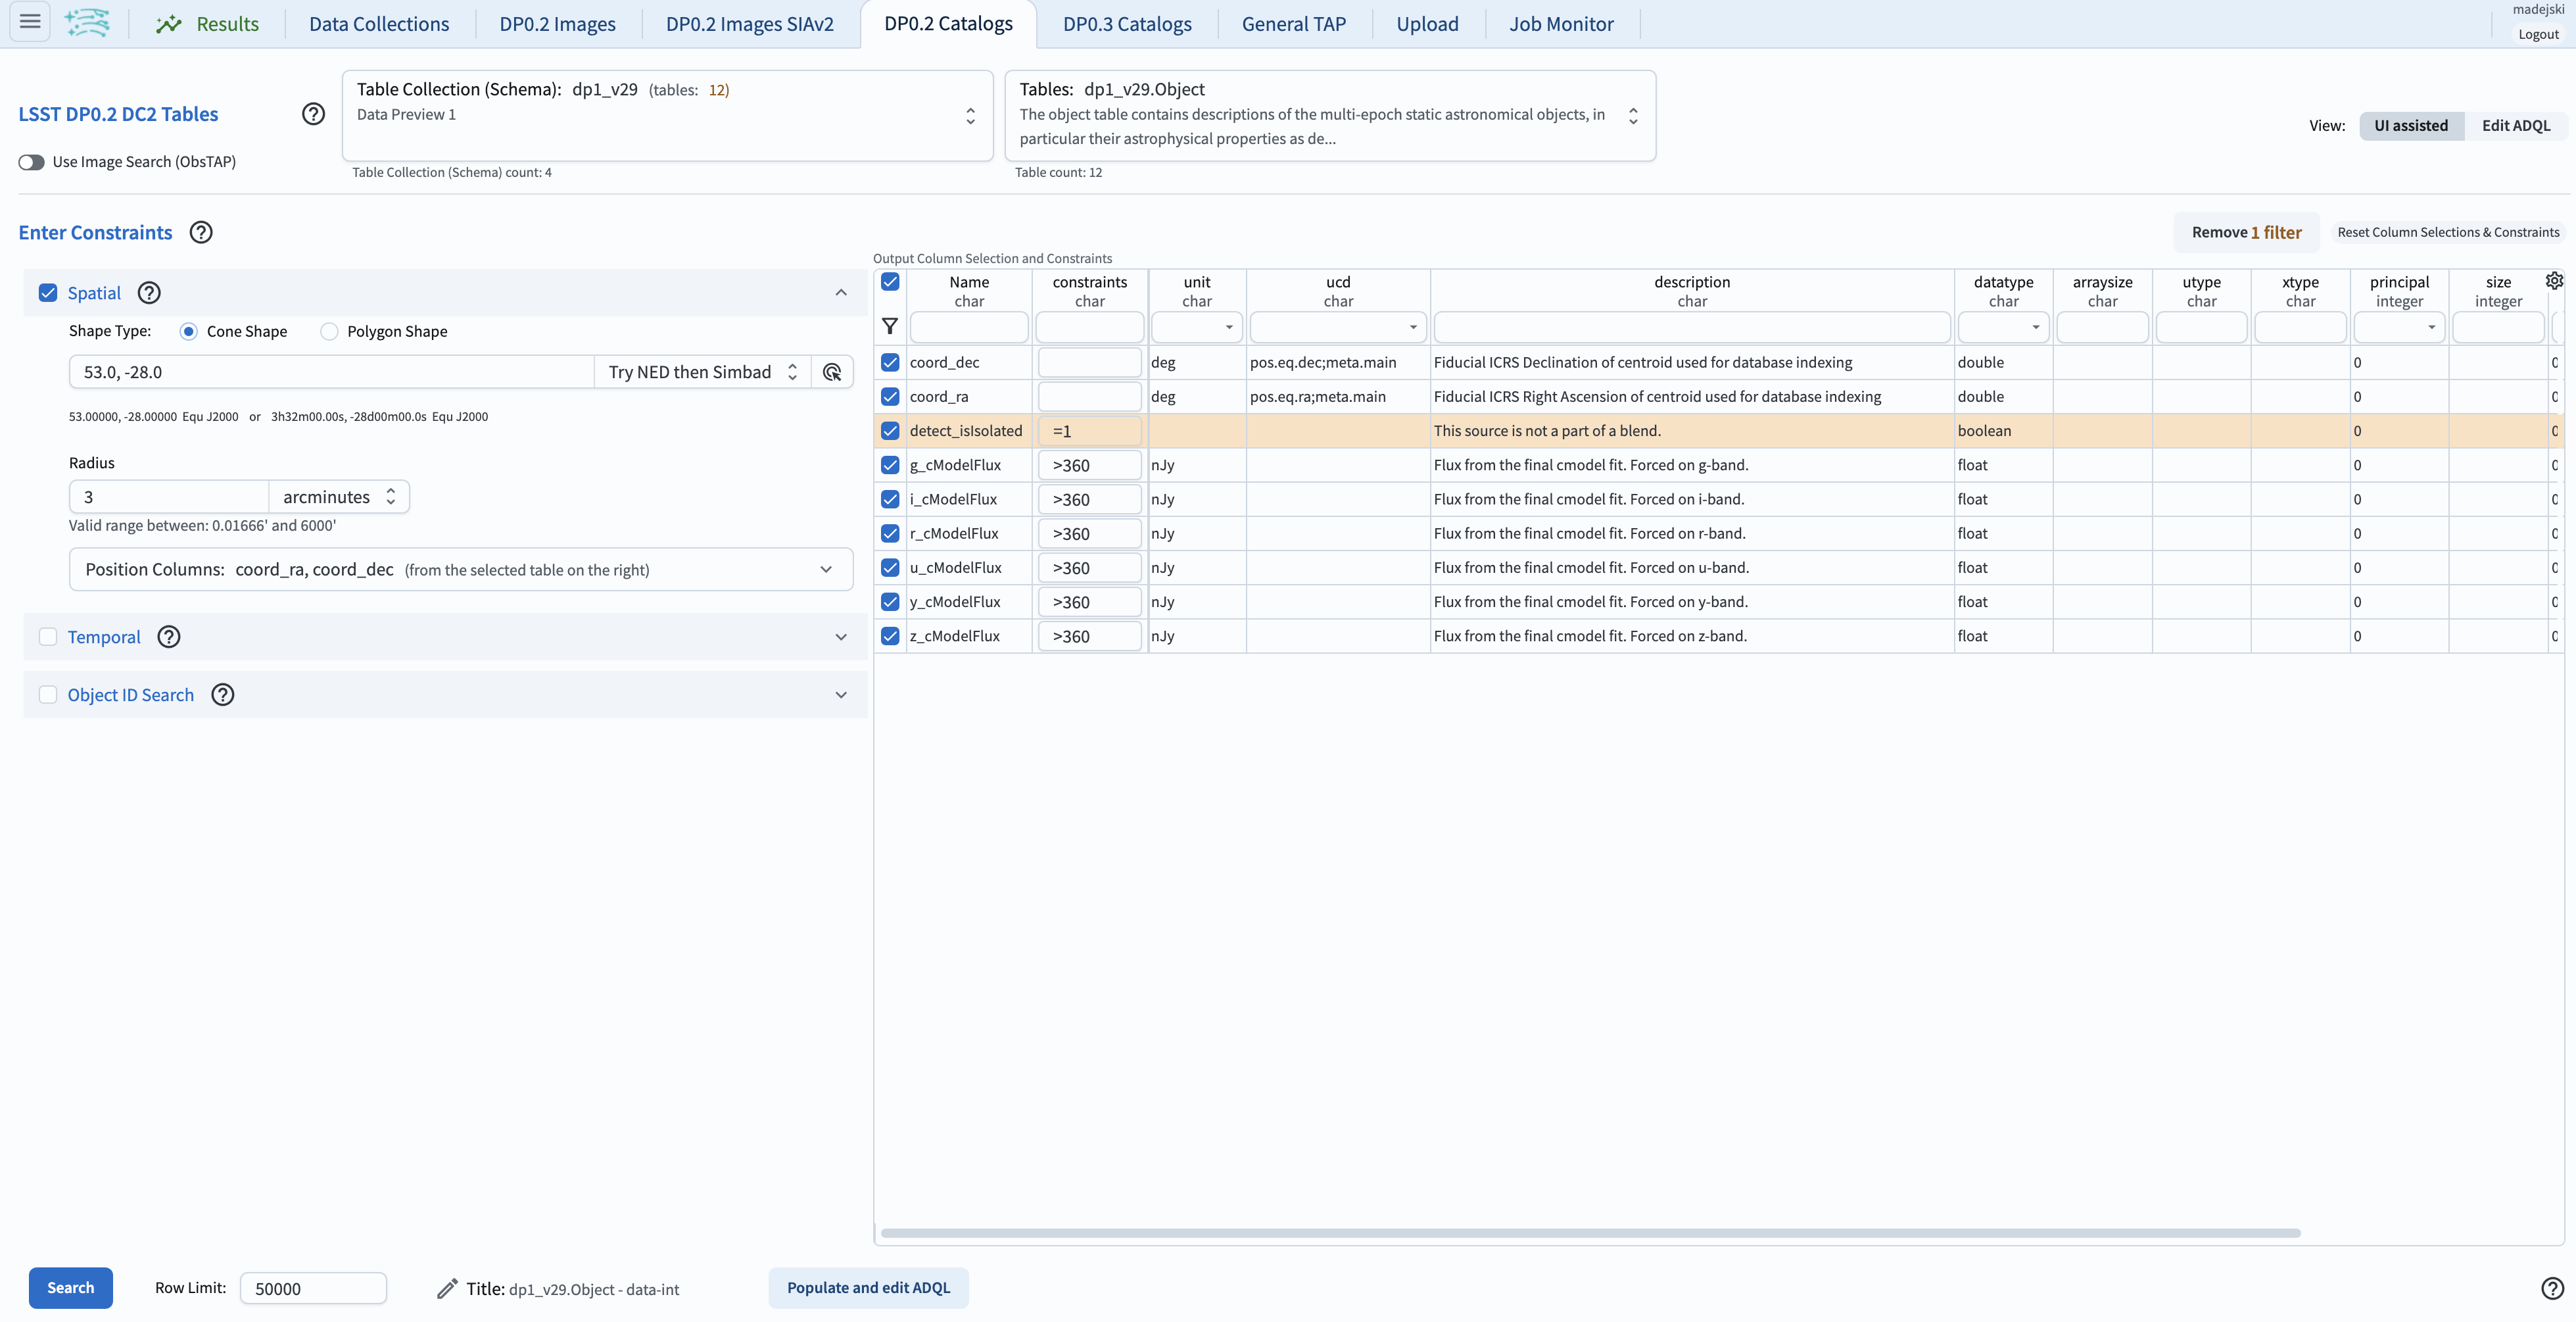 Results Data Collections DP0.2 Images DP0.2 Images SIAv2 DP0.2 Catalogs DP0.3 Catalogs General TAP Upload Job Monitor madejski
Logout
LSST DP0.2 DC2 Tables
Use Image Search (ObsTAP)
Table Collection (Schema): dp1_v29 (tables: 12)
Data Preview 1
Table Collection (Schema) count: 4
Tables: dp1_v29.Object
The object table contains descriptions of the multi-epoch static astronomical objects, in
particular their astrophysical properties as de...
Table count: 12
View: UI assisted Edit ADQL
Enter Constraints
Remove 1 filter Reset Column Selections & Constraints
Spatial
Shape Type: Cone Shape Polygon Shape
53.0, -28.0 Try NED then Simbad
53.00000, -28.00000 Equ J2000 or 3h32m00.00s, -28d00m00.0s Equ J2000
Radius
3 arcminutes
Valid range between: 0.01666' and 6000'
Position Columns: coord_ra, coord_dec (from the selected table on the right)
Temporal
Object ID Search
Output Column Selection and Constraints
Name constraints unit ucd description datatype arraysize utype xtype principal size
char char char char char char char char char integer integer
coord_dec deg pos.eq.dec;meta.main Fiducial ICRS Declination of centroid used for database indexing double 0 0
coord_ra deg pos.eq.ra;meta.main Fiducial ICRS Right Ascension of centroid used for database indexing double 0 0
detect_isIsolated =1 This source is not a part of a blend. boolean 0 0
g_cModelFlux >360 nJy Flux from the final cmodel fit. Forced on g-band. float 0 0
i_cModelFlux >360 nJy Flux from the final cmodel fit. Forced on i-band. float 0 0
r_cModelFlux >360 nJy Flux from the final cmodel fit. Forced on r-band. float 0 0
u_cModelFlux >360 nJy Flux from the final cmodel fit. Forced on u-band. float 0 0
y_cModelFlux >360 nJy Flux from the final cmodel fit. Forced on y-band. float 0 0
z_cModelFlux >360 nJy Flux from the final cmodel fit. Forced on z-band. float 0 0
Search Row Limit: 50000 Title: dp1_v29.Object - data-int Populate and edit ADQL